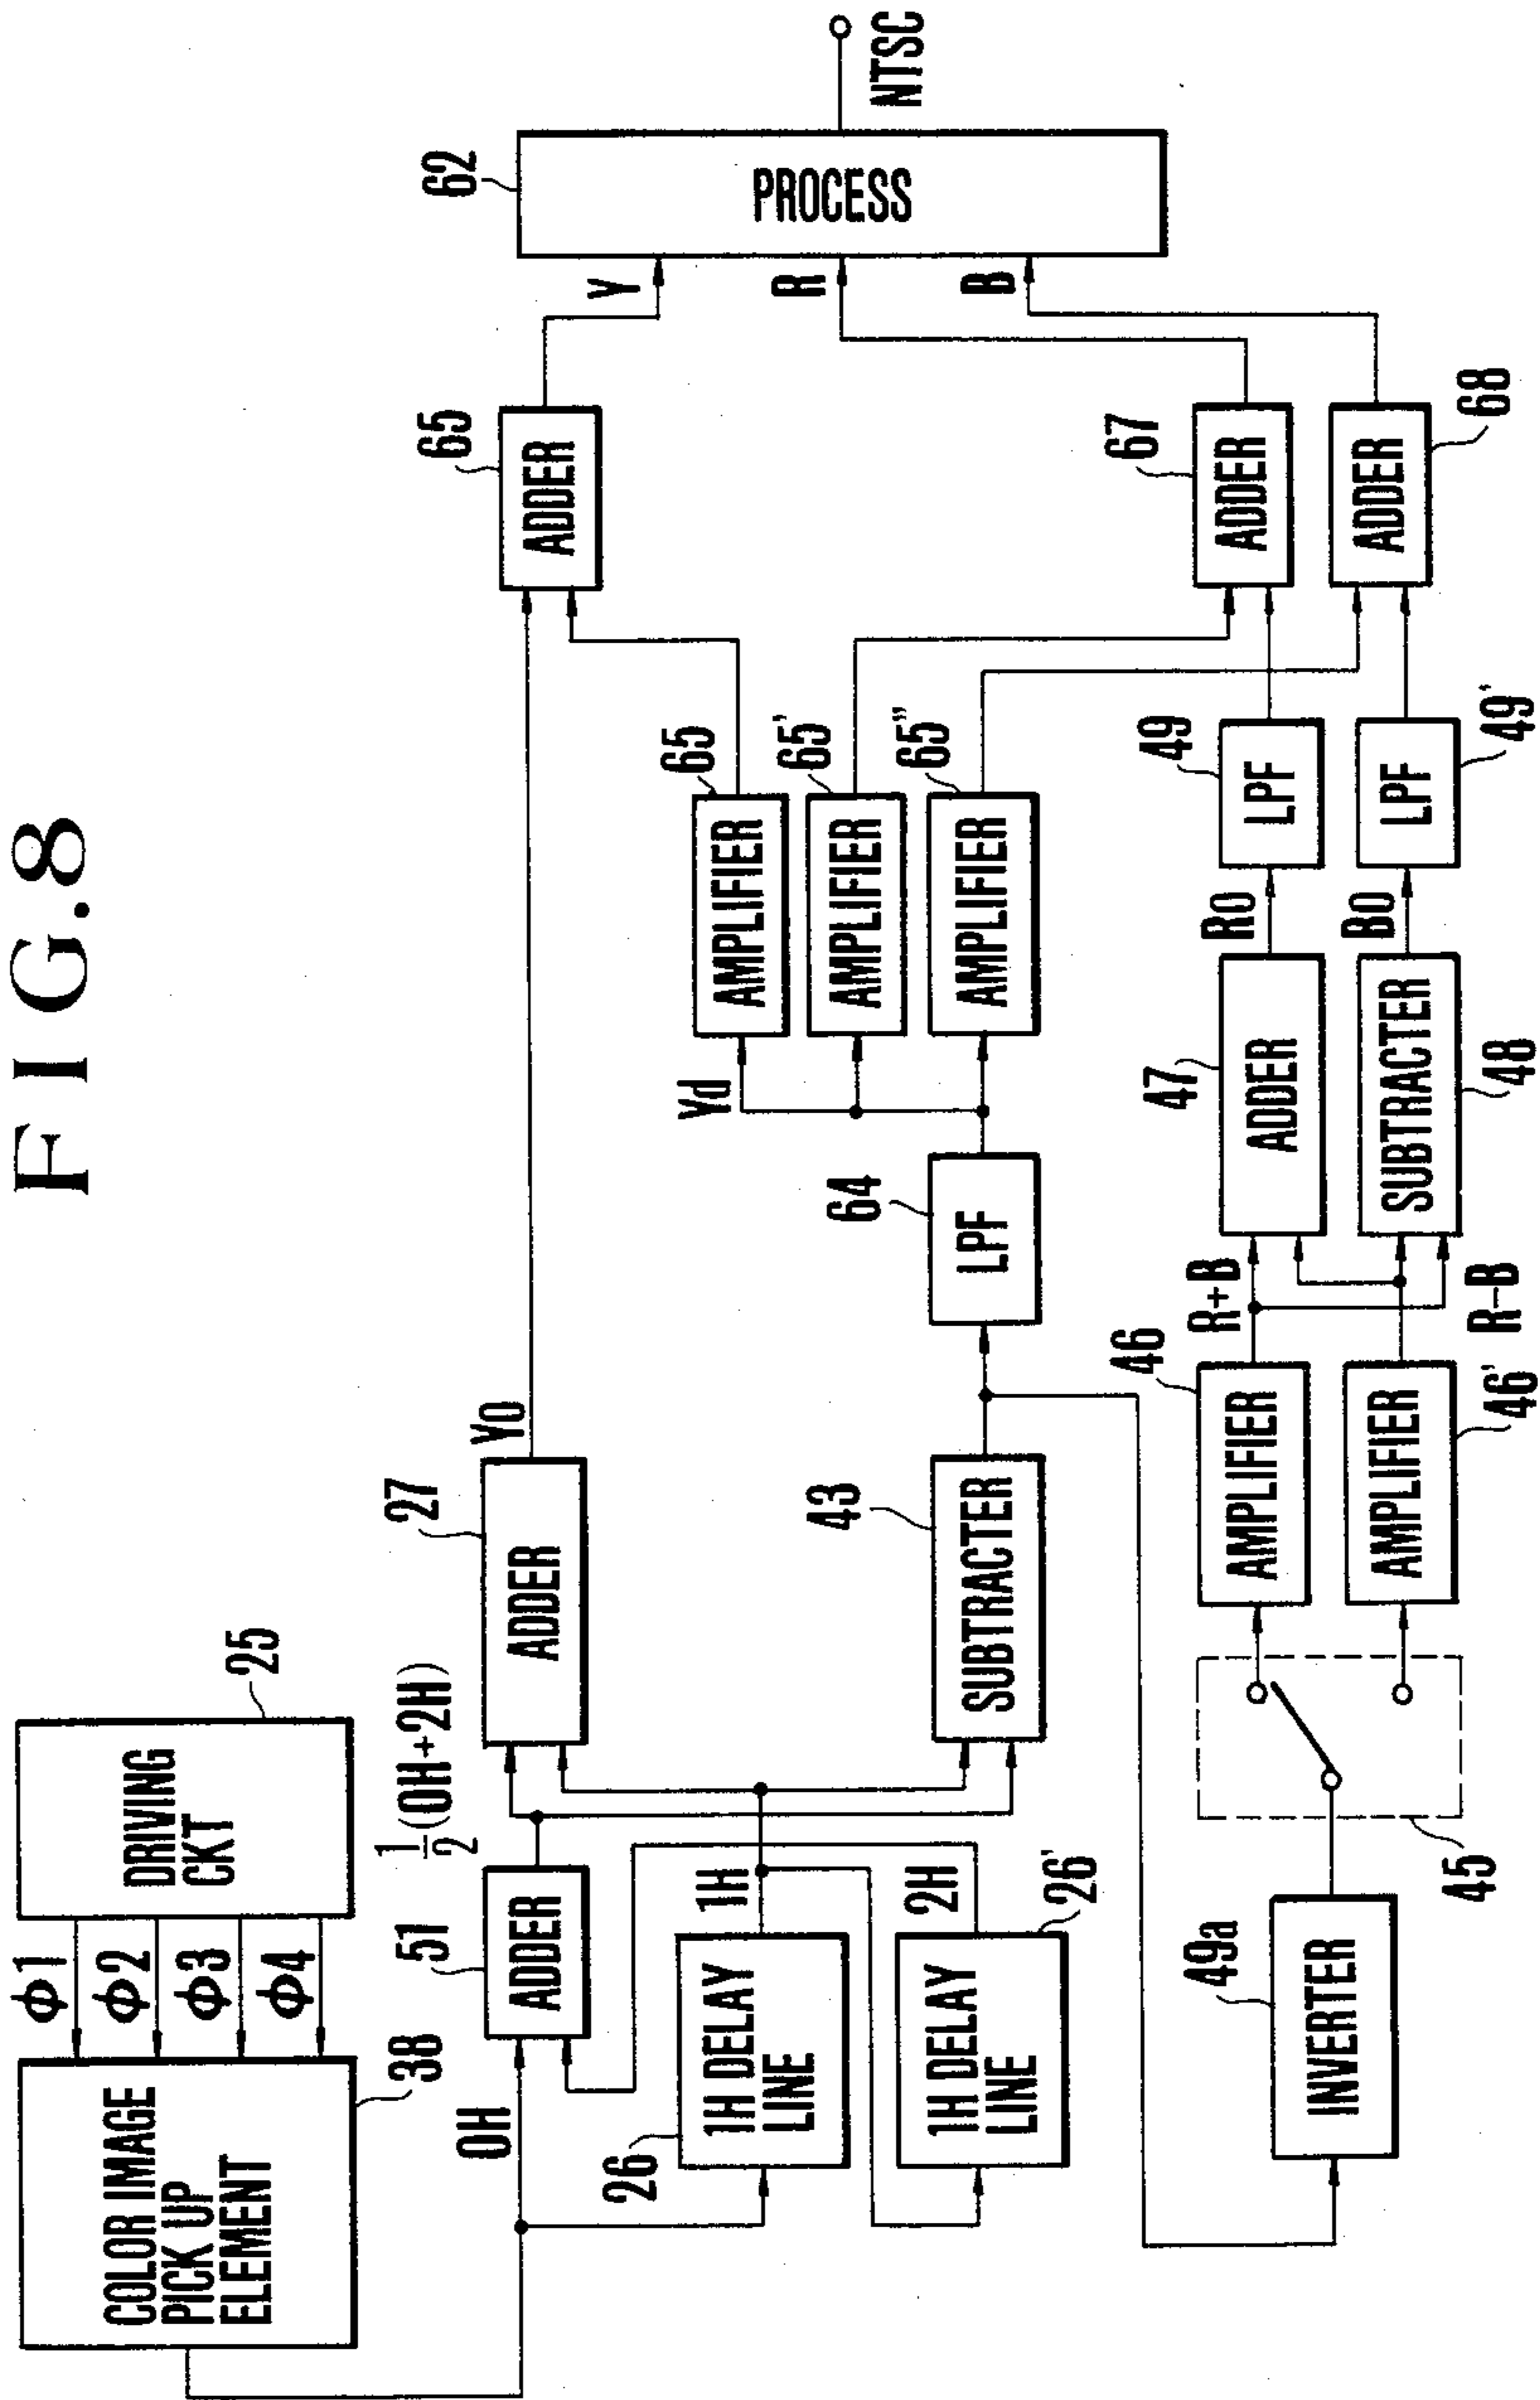 FIG.8
COLOR IMAGE
PICK UP
ELEMENT
38
Φ1
Φ2
Φ3
Φ4
DRIVING
CKT
25
0H
ADDER
51
1/2 (0H+2H)
26
1H DELAY
LINE
1H
1H DELAY
LINE
26'
2H
ADDER
27
Y0
SUBTRACTER
43
LPF
64
Yd
AMPLIFIER
65
AMPLIFIER
65'
AMPLIFIER
65"
ADDER
65
INVERTER
49a
45
AMPLIFIER
46
AMPLIFIER
46'
R+B
R-B
ADDER
47
SUBTRACTER
48
R0
B0
LPF
49
LPF
49'
ADDER
67
ADDER
68
Y
R
B
PROCESS
62
NTSC